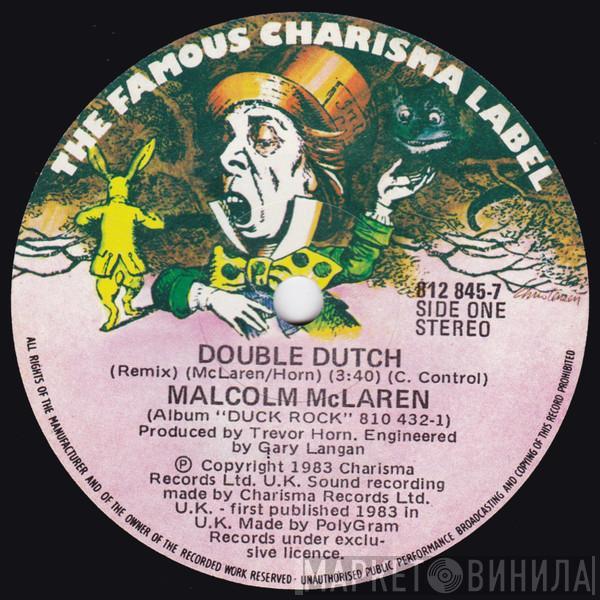 THE FAMOUS CHARISMA LABEL
812 845-7
SIDE ONE
STEREO
Christensen
DOUBLE DUTCH
(Remix) (McLaren/Horn) (3:40) (C. Control)
MALCOLM McLAREN
(Album "DUCK ROCK" 810 432-1)
Produced by Trevor Horn. Engineered
by Gary Langan
Ⓟ Copyright 1983 Charisma
Records Ltd. U.K. Sound recording
made by Charisma Records Ltd.
U.K. - first published 1983 in
U.K. Made by PolyGram
Records under exclu-
sive licence.
ALL RIGHTS OF THE MANUFACTURER AND OF THE OWNER OF THE RECORDED WORK RESERVED · UNAUTHORISED PUBLIC PERFORMANCE BROADCASTING AND COPYING OF THIS RECORD PROHIBITED
МАРКЕТ ВИНИЛА